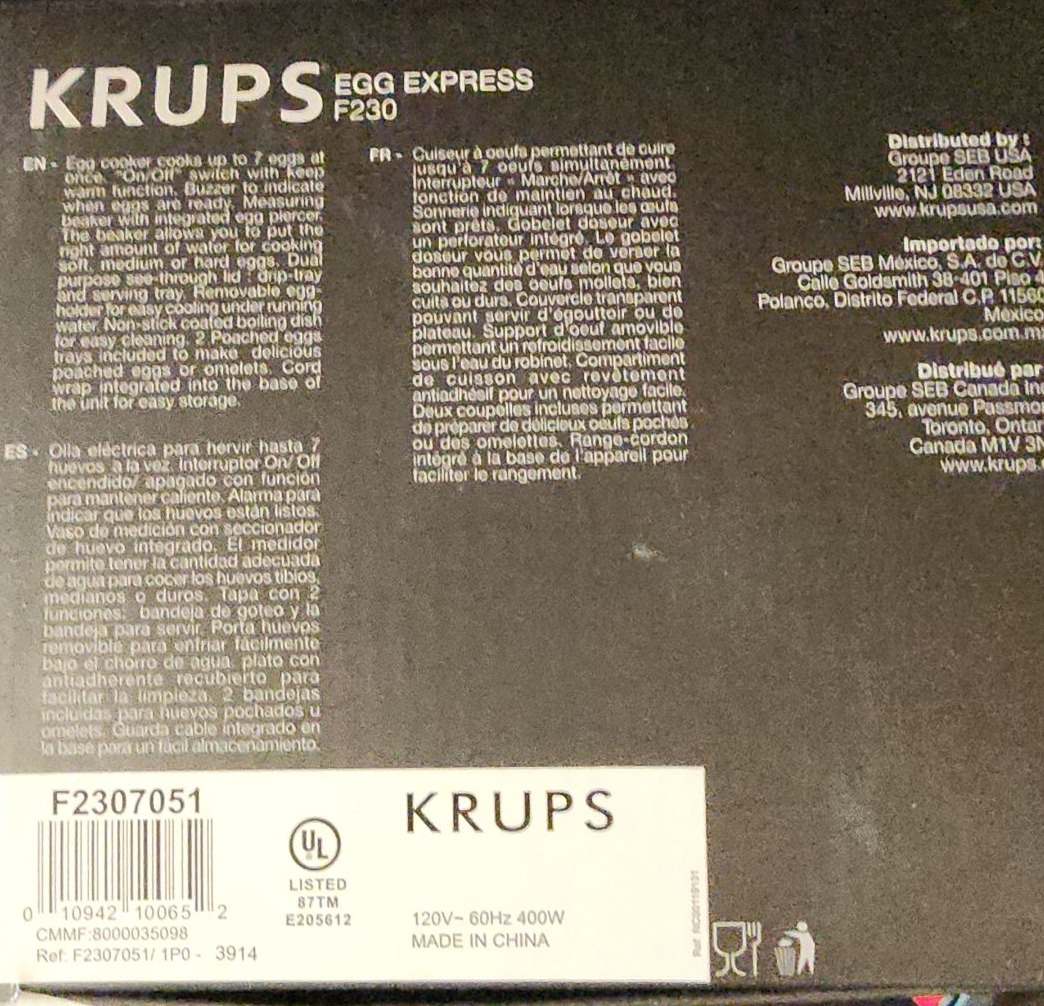 KRUPS EGG EXPRESS
F230
EN - Egg cooker cooks up to 7 eggs at
once. "On/Off" switch with keep
warm function. Buzzer to indicate
when eggs are ready. Measuring
beaker with integrated egg piercer.
The beaker allows you to put the
right amount of water for cooking
soft, medium or hard eggs. Dual
purpose see-through lid : drip-tray
and serving tray. Removable egg-
holder for easy cooling under running
water. Non-stick coated boiling dish
for easy cleaning. 2 Poached eggs
trays included to make delicious
poached eggs or omelets. Cord
wrap integrated into the base of
the unit for easy storage.
ES - Olla eléctrica para hervir hasta 7
huevos a la vez. Interruptor On/ Off
encendido/ apagado con función
para mantener caliente. Alarma para
indicar que los huevos están listos.
Vaso de medición con seccionador
de huevo integrado. El medidor
permite tener la cantidad adecuada
de agua para cocer los huevos tibios,
medianos o duros. Tapa con 2
funciones: bandeja de goteo y la
bandeja para servir. Porta huevos
removible para enfriar fácilmente
bajo el chorro de agua. plato con
antiadherente recubierto para
facilitar la limpieza. 2 bandejas
incluidas para huevos pochados u
omelets. Guarda cable integrado en
la base para un fácil almacenamiento.
FR - Cuiseur à oeufs permettant de cuire
jusqu'à 7 oeufs simultanément.
Interrupteur « Marche/Arrêt » avec
fonction de maintien au chaud.
Sonnerie indiquant lorsque les œufs
sont prêts. Gobelet doseur avec
un perforateur intégré. Le gobelet
doseur vous permet de verser la
bonne quantité d'eau selon que vous
souhaitez des oeufs mollets, bien
cuits ou durs. Couvercle transparent
pouvant servir d'égouttoir ou de
plateau. Support d'oeuf amovible
permettant un refroidissement facile
sous l'eau du robinet. Compartiment
de cuisson avec revêtement
antiadhésif pour un nettoyage facile.
Deux coupelles incluses permettant
de préparer de délicieux oeufs pochés
ou des omelettes. Range-cordon
intégré à la base de l'appareil pour
faciliter le rangement.
Distributed by :
Groupe SEB USA
2121 Eden Road
Millville, NJ 08332 USA
www.krupsusa.com
Importado por:
Groupe SEB México, S.A. de C.V.
Calle Goldsmith 38-401 Piso 4
Polanco, Distrito Federal C.P. 11560
México
www.krups.com.mx
Distribué par
Groupe SEB Canada Inc
345, avenue Passmor
Toronto, Ontar
Canada M1V 3N
www.krups.
F2307051
0 10942 10065 2
CMMF:8000035098
Ref: F2307051/ 1P0 - 3914
UL
LISTED
87TM
E205612
KRUPS
120V~ 60Hz 400W
MADE IN CHINA